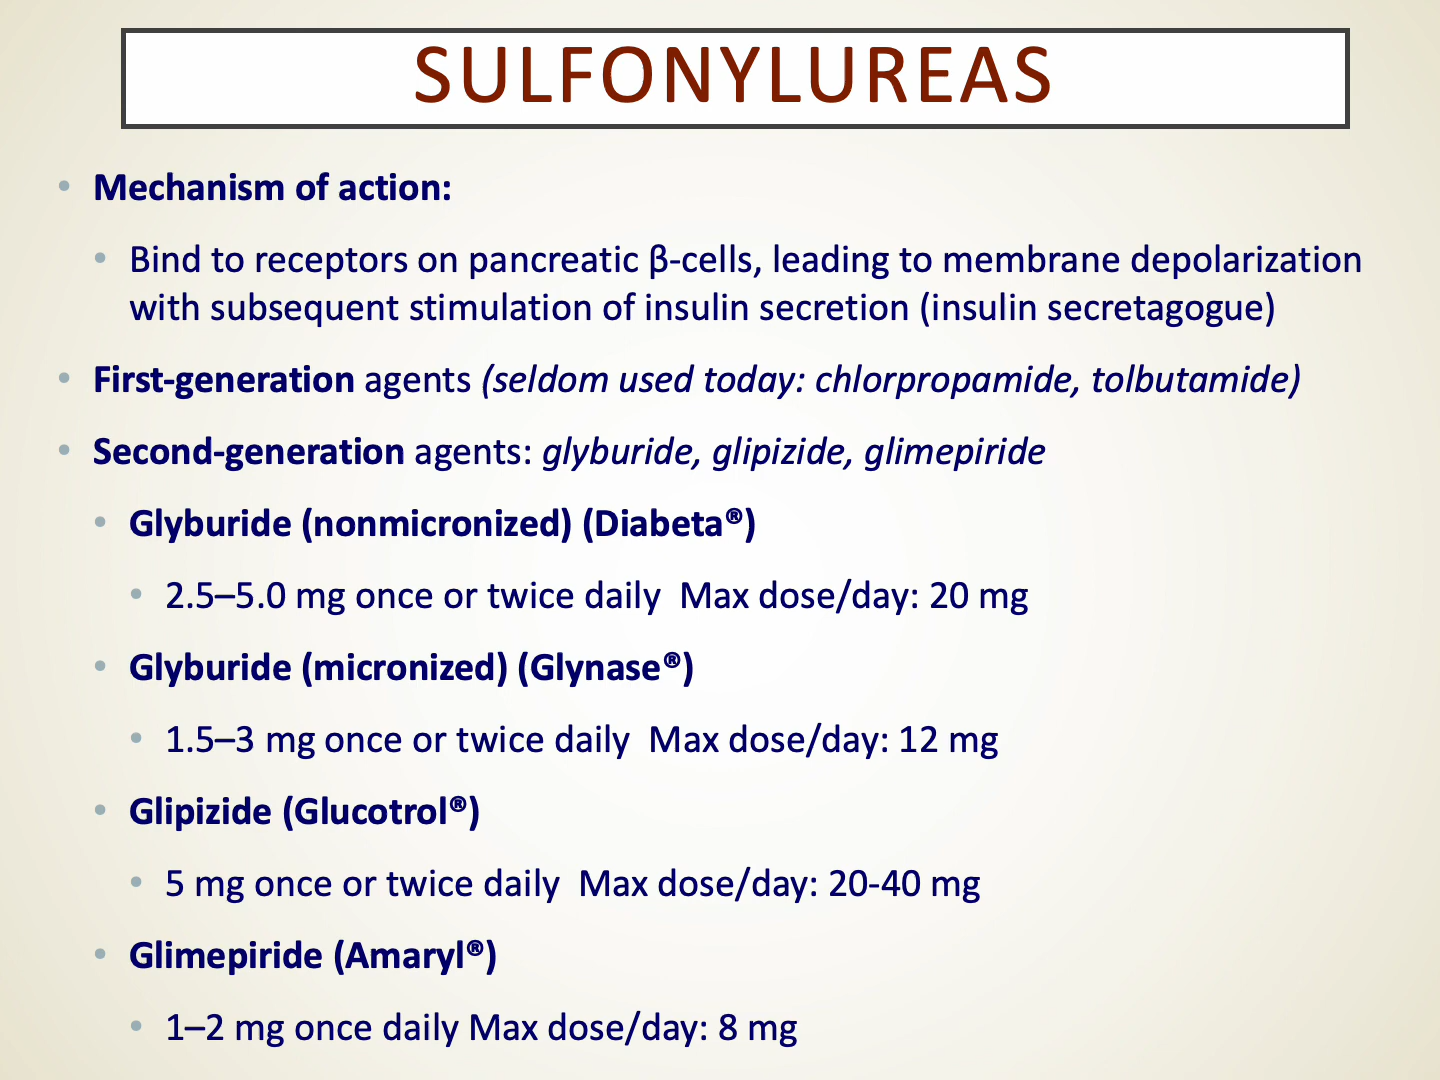 SULFONYLUREAS
• Mechanism of action:
• Bind to receptors on pancreatic β-cells, leading to membrane depolarization
with subsequent stimulation of insulin secretion (insulin secretagogue)
• First-generation agents (seldom used today: chlorpropamide, tolbutamide)
• Second-generation agents: glyburide, glipizide, glimepiride
• Glyburide (nonmicronized) (Diabeta®)
• 2.5–5.0 mg once or twice daily  Max dose/day: 20 mg
• Glyburide (micronized) (Glynase®)
• 1.5–3 mg once or twice daily  Max dose/day: 12 mg
• Glipizide (Glucotrol®)
• 5 mg once or twice daily  Max dose/day: 20-40 mg
• Glimepiride (Amaryl®)
• 1–2 mg once daily Max dose/day: 8 mg